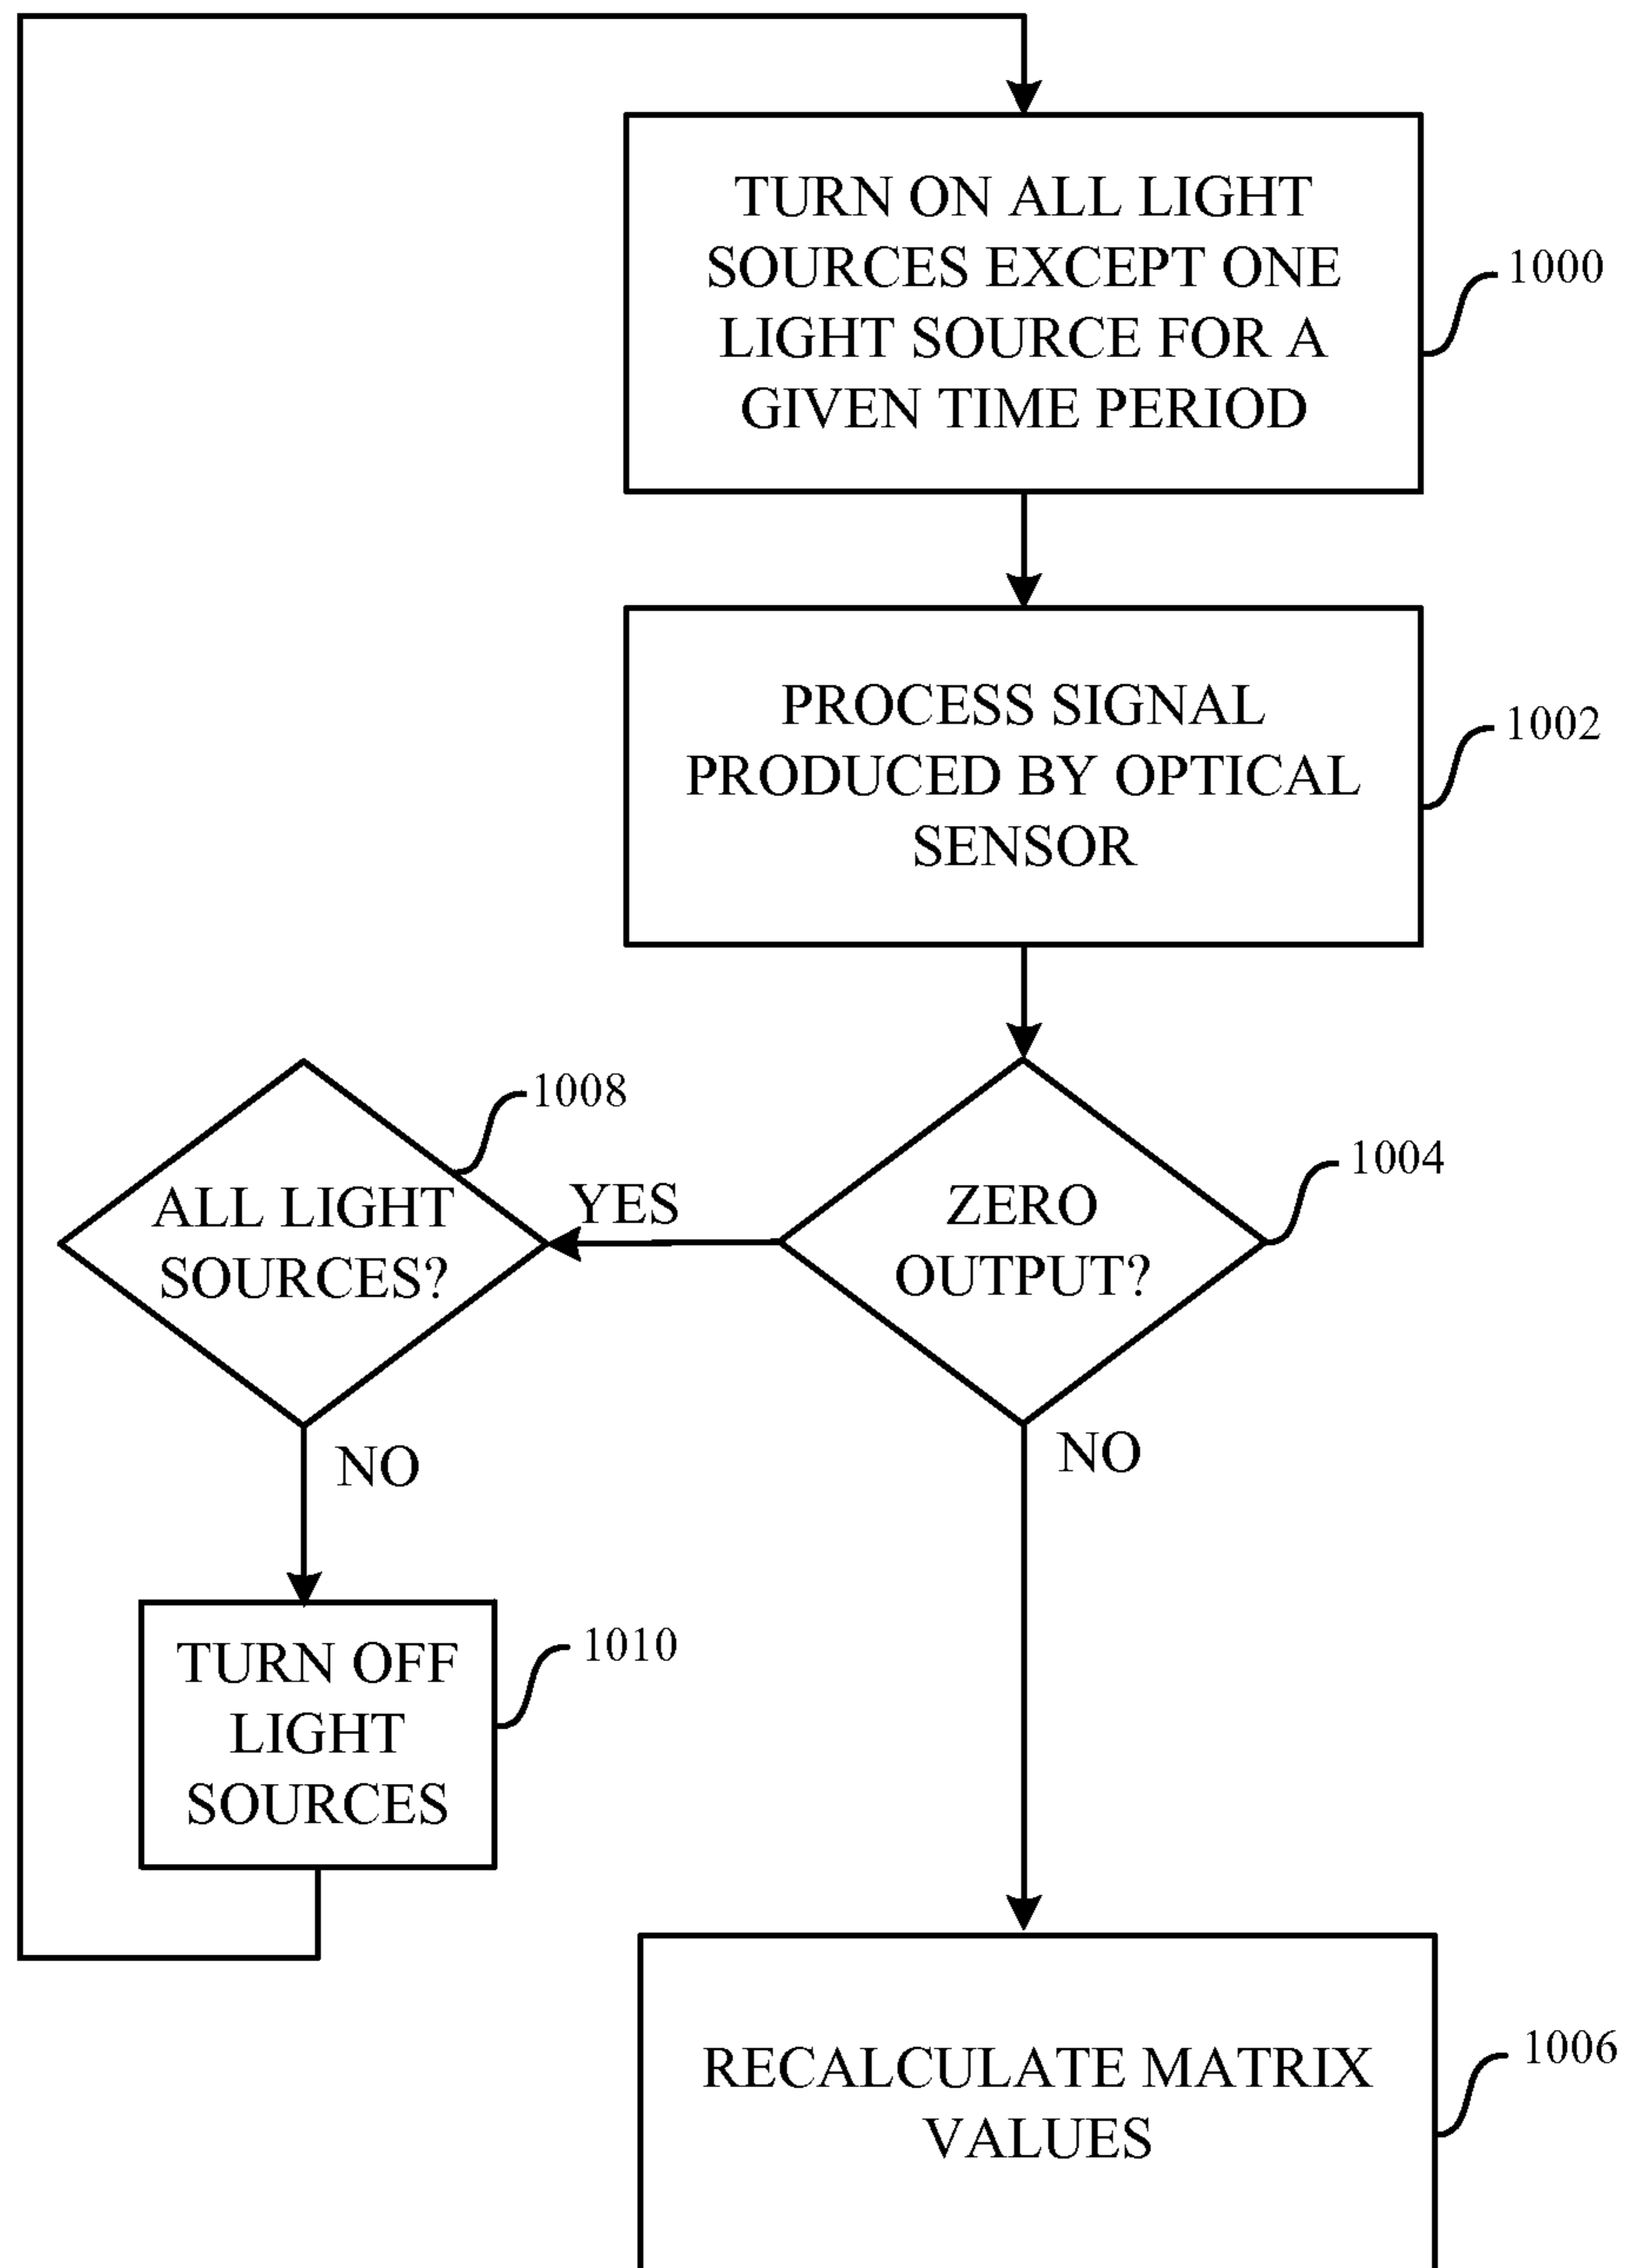 TURN ON ALL LIGHT
SOURCES EXCEPT ONE
LIGHT SOURCE FOR A
GIVEN TIME PERIOD
1000
PROCESS SIGNAL
PRODUCED BY OPTICAL
SENSOR
1002
ZERO
OUTPUT?
1004
YES
NO
ALL LIGHT
SOURCES?
1008
NO
TURN OFF
LIGHT
SOURCES
1010
RECALCULATE MATRIX
VALUES
1006